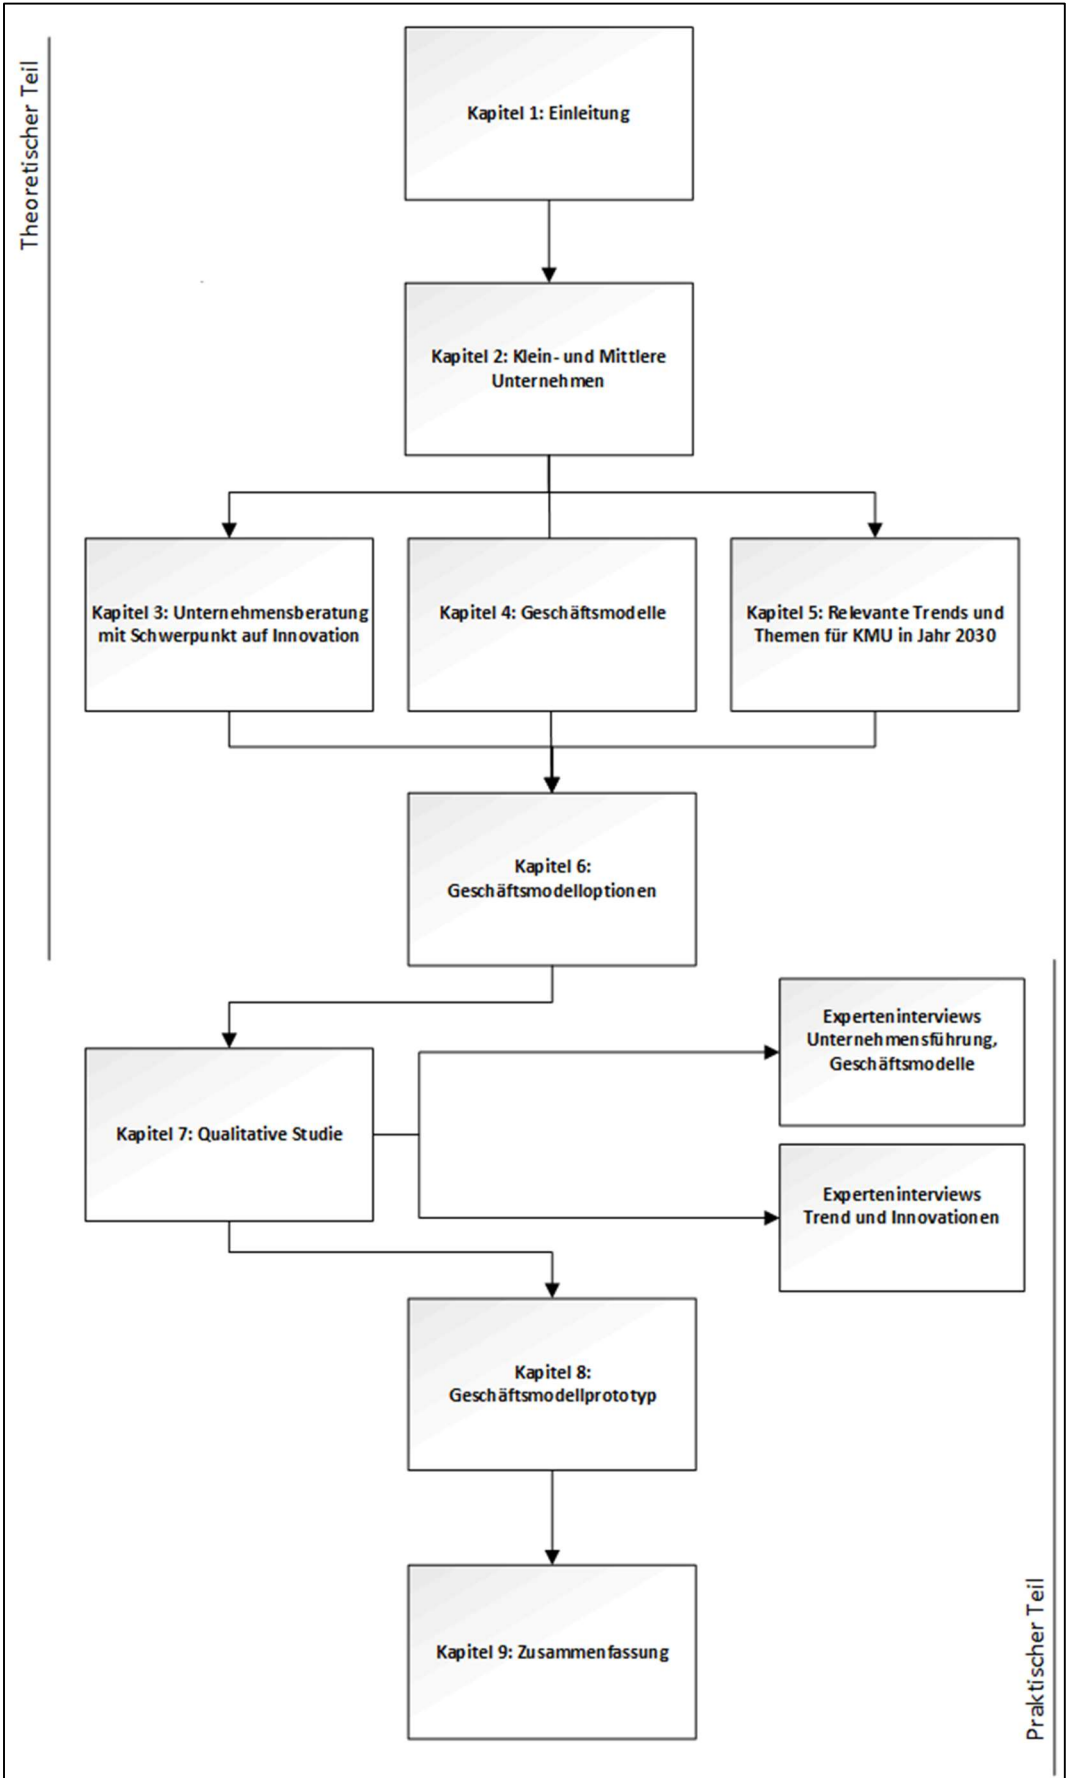 Theoretischer Teil
Kapitel 1: Einleitung
Kapitel 2: Klein- und Mittlere
Unternehmen
Kapitel 3: Unternehmensberatung
mit Schwerpunkt auf Innovation
Kapitel 4: Geschäftsmodelle
Kapitel 5: Relevante Trends und
Themen für KMU in Jahr 2030
Kapitel 6:
Geschäftsmodelloptionen
Experteninterviews
Unternehmensführung,
Geschäftsmodelle
Kapitel 7: Qualitative Studie
Experteninterviews
Trend und Innovationen
Kapitel 8:
Geschäftsmodellprototyp
Kapitel 9: Zusammenfassung
Praktischer Teil